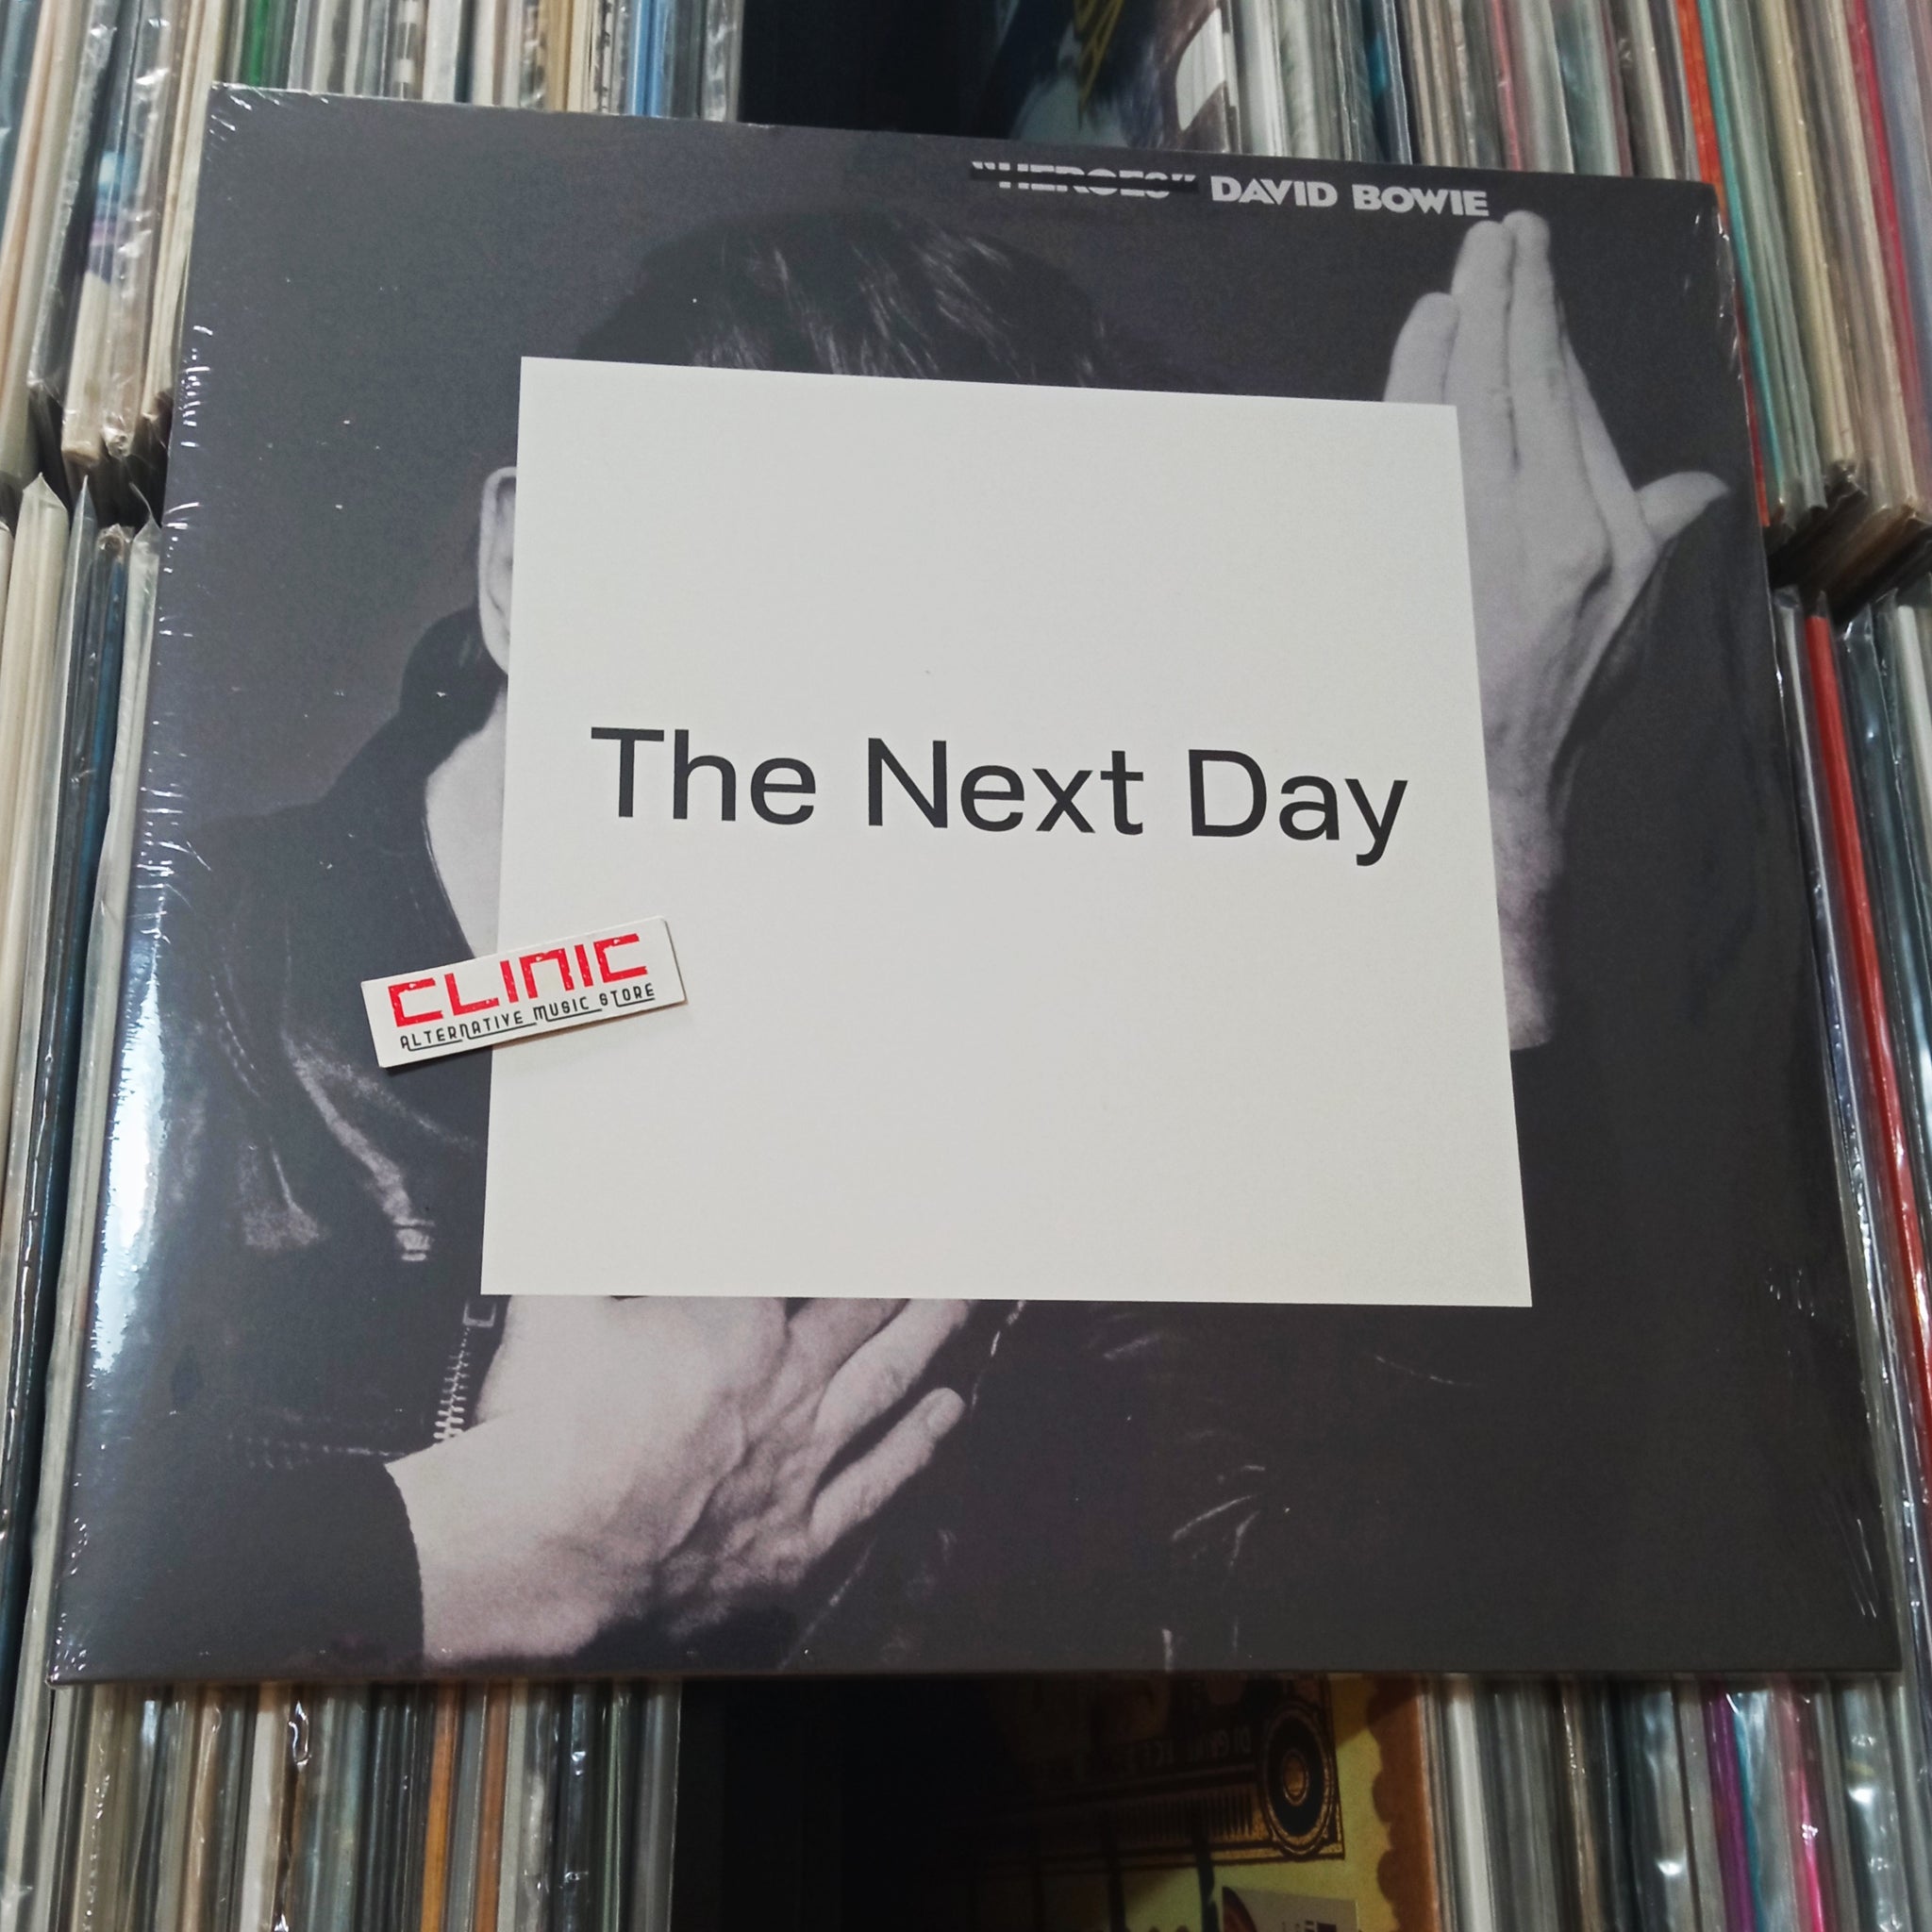 "HEROES" DAVID BOWIE
The Next Day
CLINIC
ALTERNATIVE MUSIC STORE